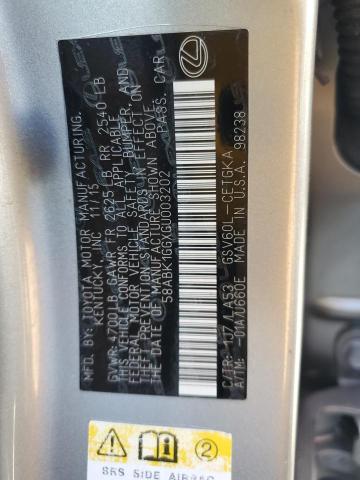 MFD. BY: TOYOTA MOTOR MANUFACTURING,
KENTUCKY, INC. 11/15
GVWR 4700LB GAWR FR 2625 LB RR 2540 LB
THIS VEHICLE CONFORMS TO ALL APPLICABLE
FEDERAL MOTOR VEHICLE SAFETY, BUMPER, AND
THEFT PREVENTION STANDARDS IN EFFECT ON
THE DATE OF MANUFACTURE SHOWN ABOVE.
58ABK1GG7GU003202 PASS. CAR
C/TR: 1J7/LA53 GSV60L-CETGKA
A/TM: -01A/U660E MADE IN U.S.A. 98238
2
SRS SIDE AIRBAG